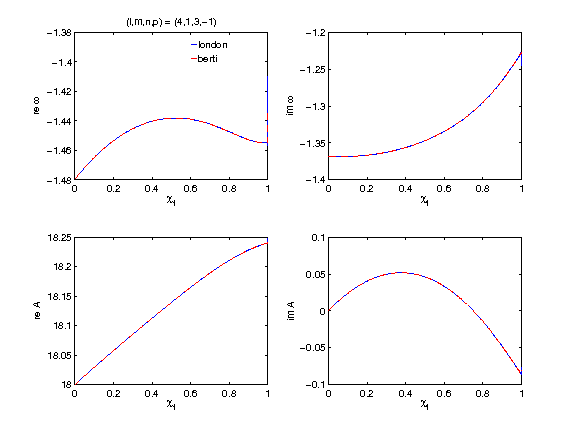 (l,m,n,p) = (4,1,3,−1)
−1.38
−1.4
−1.42
−1.44
−1.46
−1.48
re ω
london
berti
0 0.2 0.4 0.6 0.8 1
χf
−1.2
−1.25
−1.3
−1.35
−1.4
im ω
0 0.2 0.4 0.6 0.8 1
χf
18.25
18.2
18.15
18.1
18.05
18
re A
0 0.2 0.4 0.6 0.8 1
χf
0.1
0.05
0
−0.05
−0.1
im A
0 0.2 0.4 0.6 0.8 1
χf